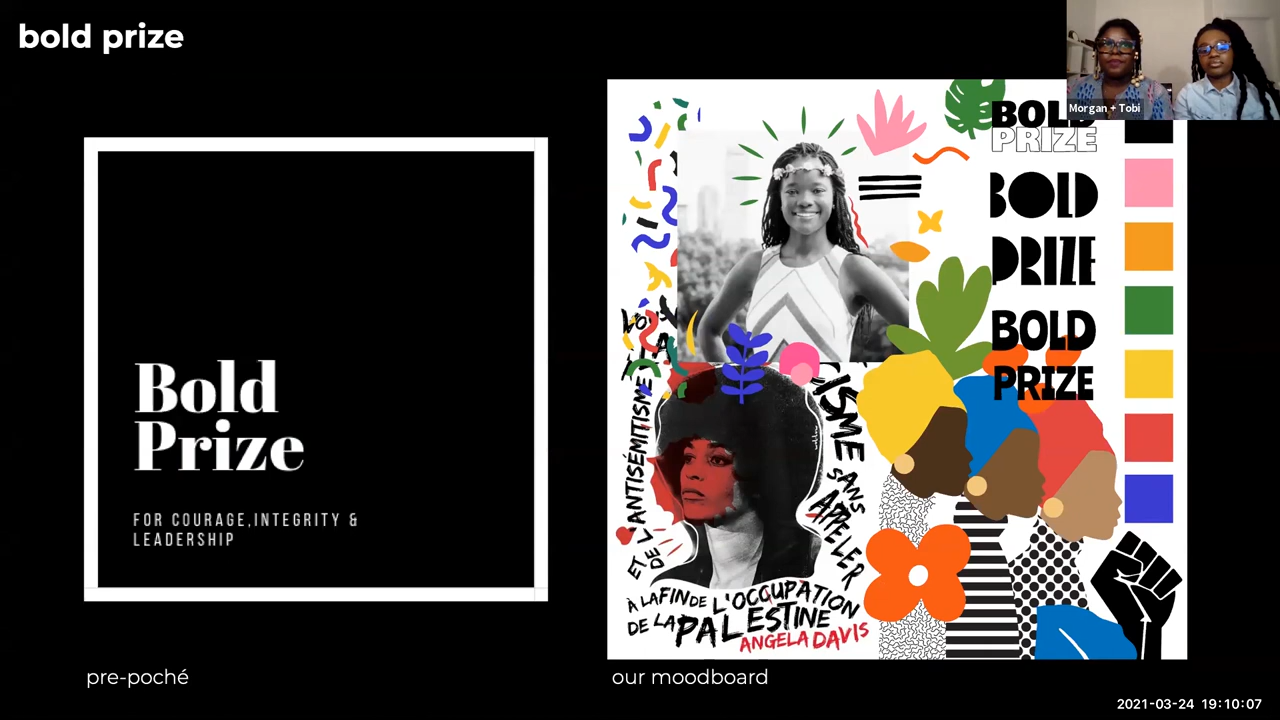 bold prize
Morgan + Tobi
Bold
Prize
FOR COURAGE,INTEGRITY &
LEADERSHIP
BOLD
PRIZE
BOLD
PRIZE
BOLD
PRIZE
ET DE L'ANTISÉMITISME
ISME
SANS
APPELER
À LA FIN DE L'OCCUPATION
DE LA PALESTINE
ANGELA DAVIS
pre-poché
our moodboard
2021-03-24 19:10:07